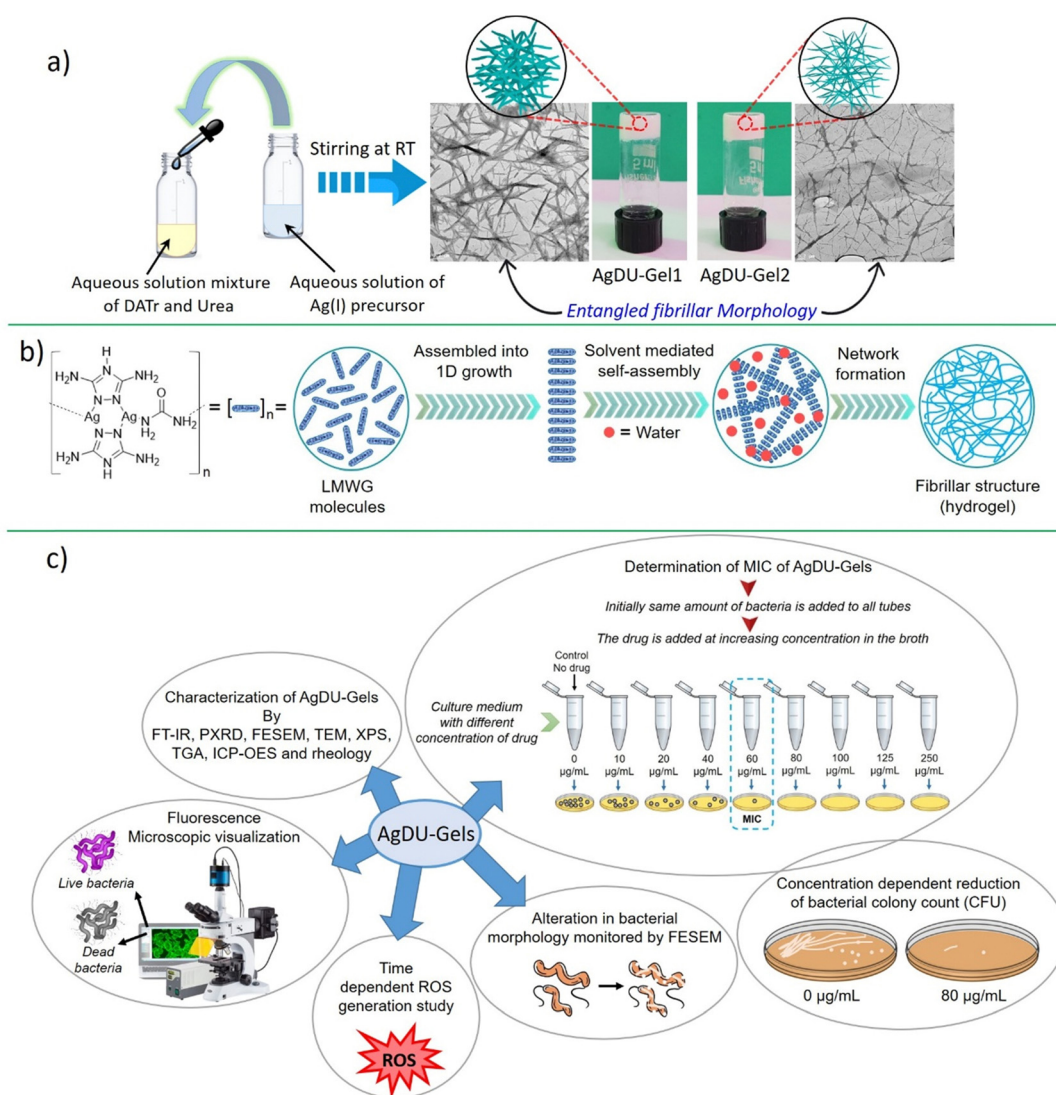 a)
Stirring at RT
Aqueous solution mixture
of DATr and Urea
Aqueous solution of
Ag(I) precursor
AgDU-Gel1
AgDU-Gel2
Entangled fibrillar Morphology
b)
H
N
NH2
NH2
N
N
Ag
Ag
O
N
H2
NH2
N
N
NH2
NH2
N
H
n
= [ ]n =
LMWG
molecules
Assembled into
1D growth
Solvent mediated
self-assembly
= Water
Network
formation
Fibrillar structure
(hydrogel)
c)
Determination of MIC of AgDU-Gels
Initially same amount of bacteria is added to all tubes
The drug is added at increasing concentration in the broth
Control
No drug
Culture medium
with different
concentration of drug
0 10 20 40 60 80 100 125 250
µg/mL µg/mL µg/mL µg/mL µg/mL µg/mL µg/mL µg/mL µg/mL
MIC
Characterization of AgDU-Gels
By
FT-IR, PXRD, FESEM, TEM, XPS,
TGA, ICP-OES and rheology
AgDU-Gels
Fluorescence
Microscopic visualization
Live bacteria
Dead
bacteria
Time
dependent ROS
generation study
ROS
Alteration in bacterial
morphology monitored by FESEM
Concentration dependent reduction
of bacterial colony count (CFU)
0 µg/mL
80 µg/mL